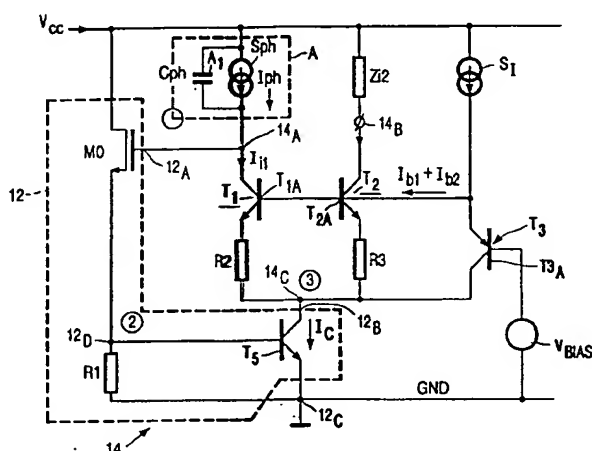 Vcc
Cph
A1
Sph
Iph
A
SI
Zi2
14B
14A
12
M0
12A
Ii1
T1
T1A
T2
T2A
Ib1 + Ib2
T3
T3A
R2
R3
14C
3
12B
12D
2
IC
T5
VBIAS
R1
GND
12C
14